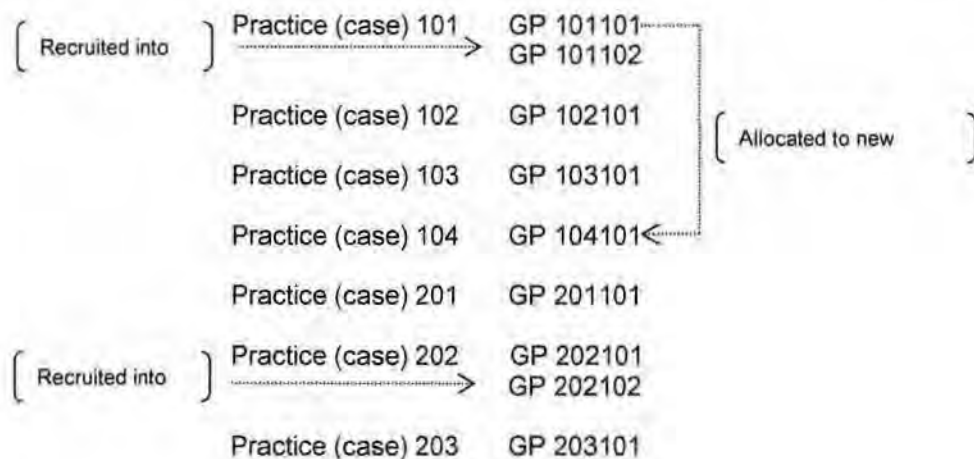 Practice (case) 101 GP 101101
Recruited into
GP 101102
Practice (case) 102 GP 102101
Allocated to new
Practice (case) 103 GP 103101
Practice (case) 104 GP 104101
Practice (case) 201 GP 201101
Practice (case) 202 GP 202101
Recruited into
GP 202102
Practice (case) 203 GP 203101